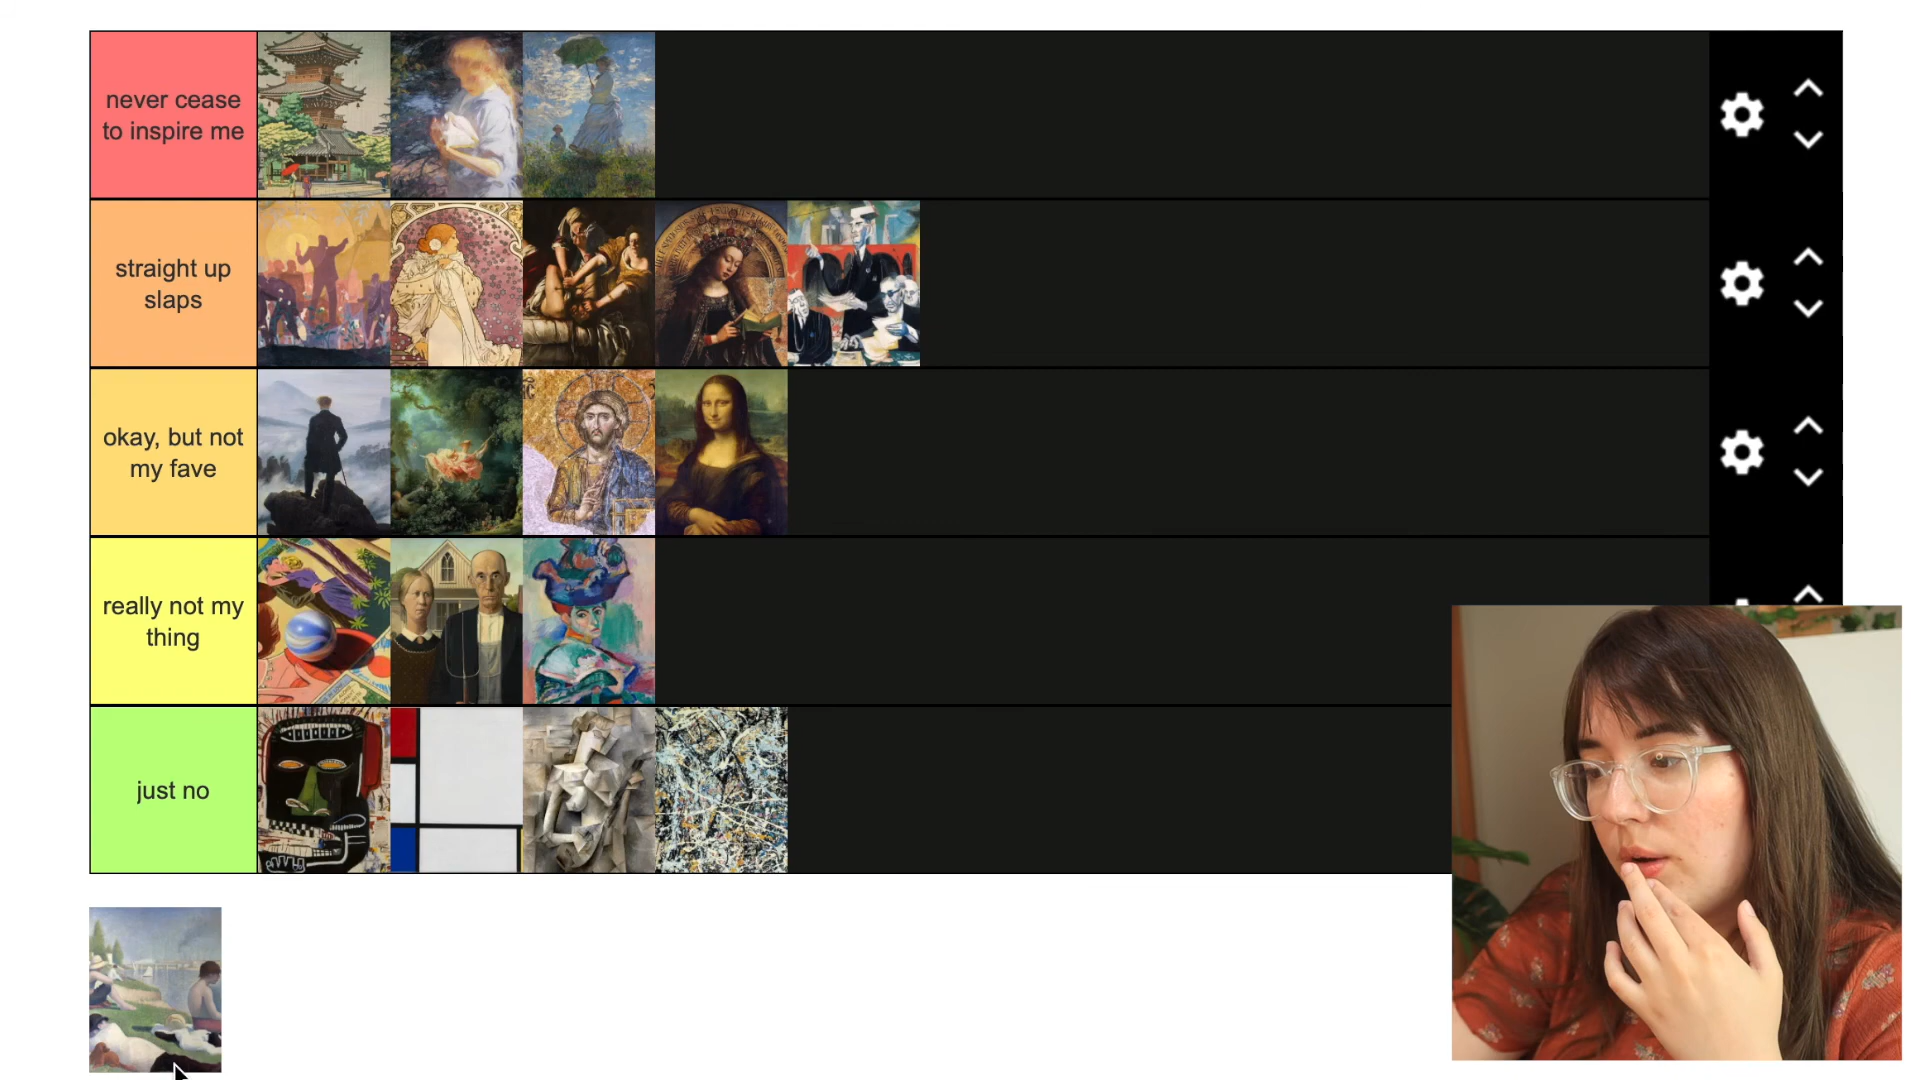 never cease
to inspire me
straight up
slaps
okay, but not
my fave
really not my
thing
just no